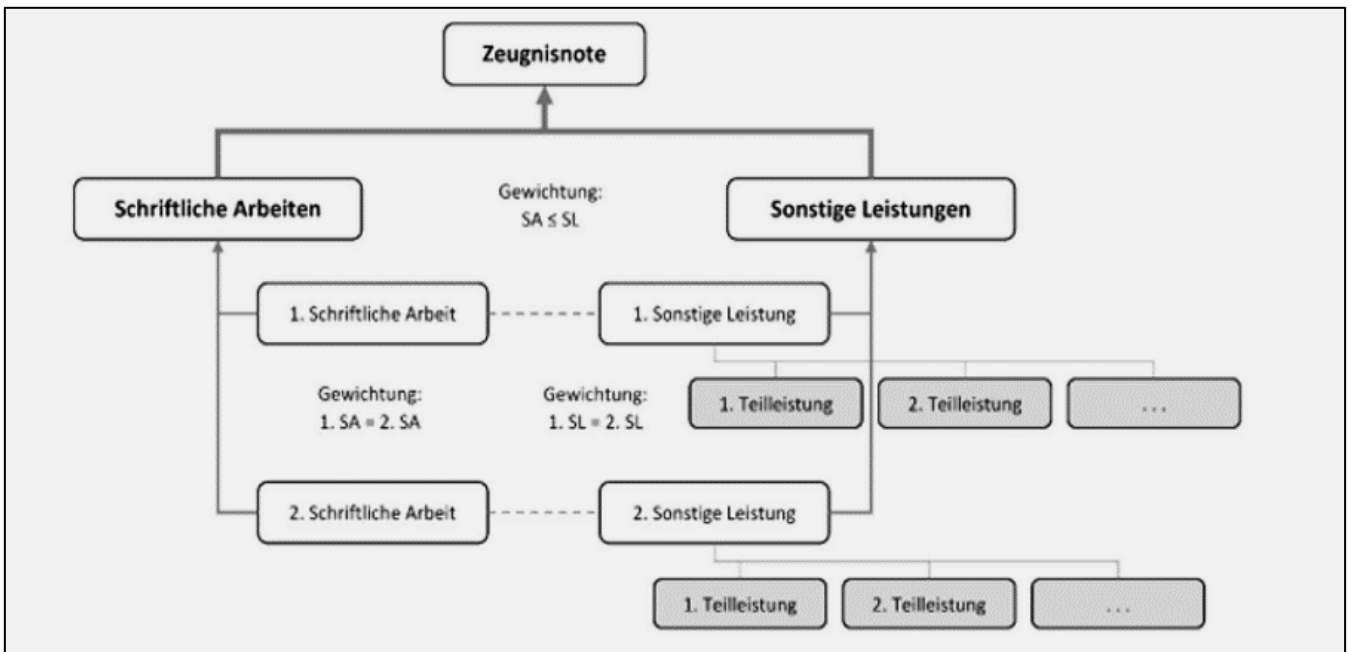 Zeugnisnote
Schriftliche Arbeiten
Gewichtung:
SA ≤ SL
Sonstige Leistungen
1. Schriftliche Arbeit
1. Sonstige Leistung
Gewichtung:
1. SA = 2. SA
Gewichtung:
1. SL = 2. SL
1. Teilleistung
2. Teilleistung
...
2. Schriftliche Arbeit
2. Sonstige Leistung
1. Teilleistung
2. Teilleistung
...